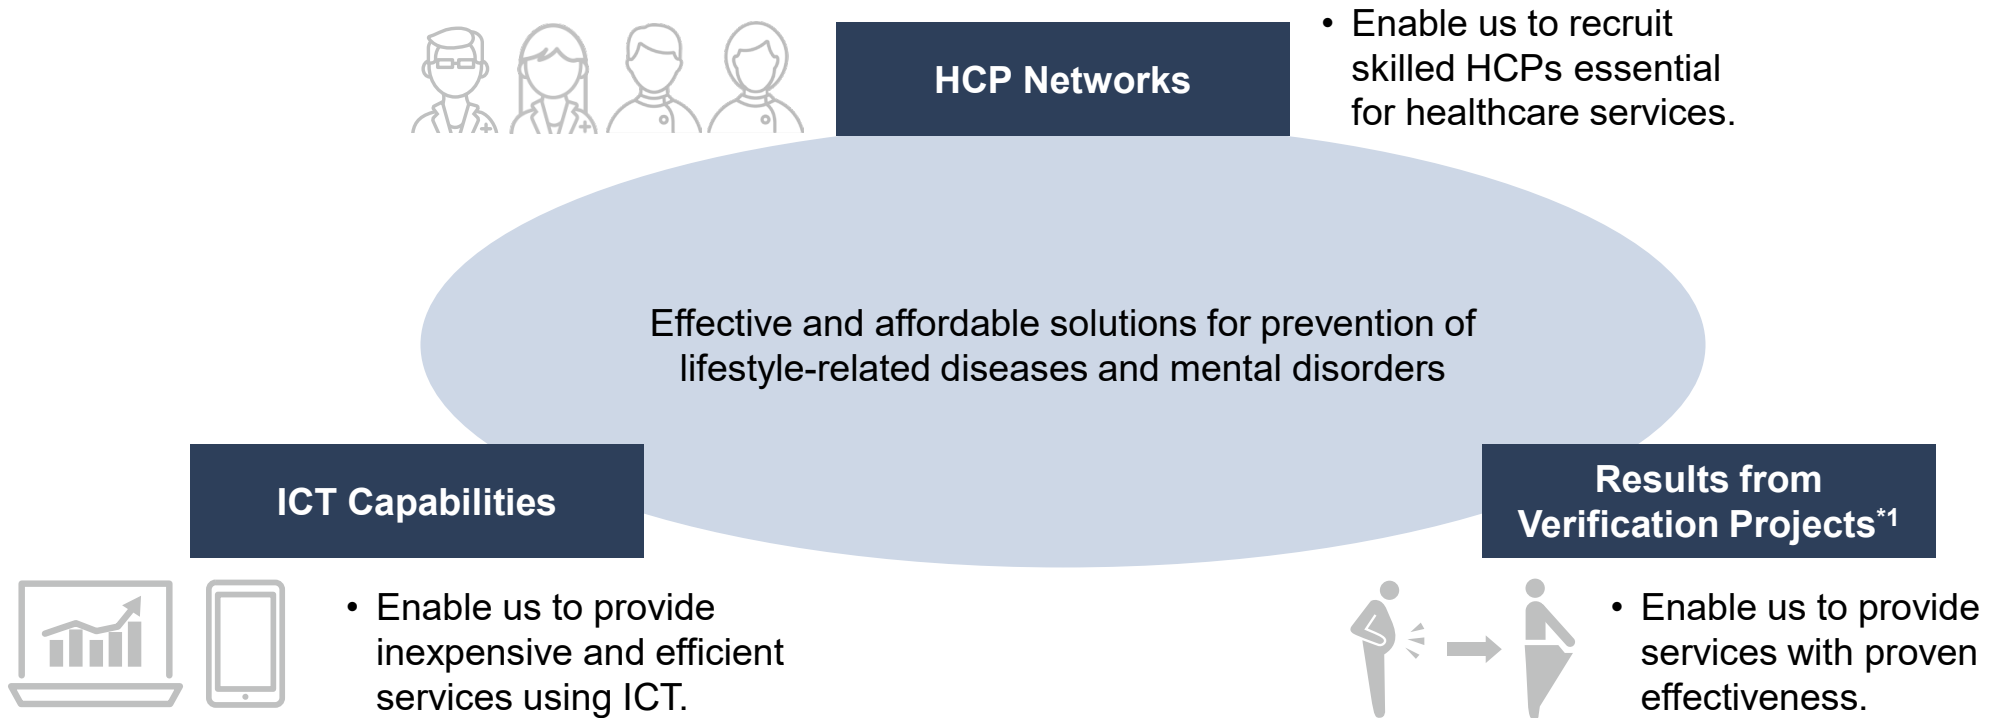 HCP Networks
• Enable us to recruit
skilled HCPs essential
for healthcare services.
Effective and affordable solutions for prevention of
lifestyle-related diseases and mental disorders
ICT Capabilities
• Enable us to provide
inexpensive and efficient
services using ICT.
Results from
Verification Projects*1
• Enable us to provide
services with proven
effectiveness.